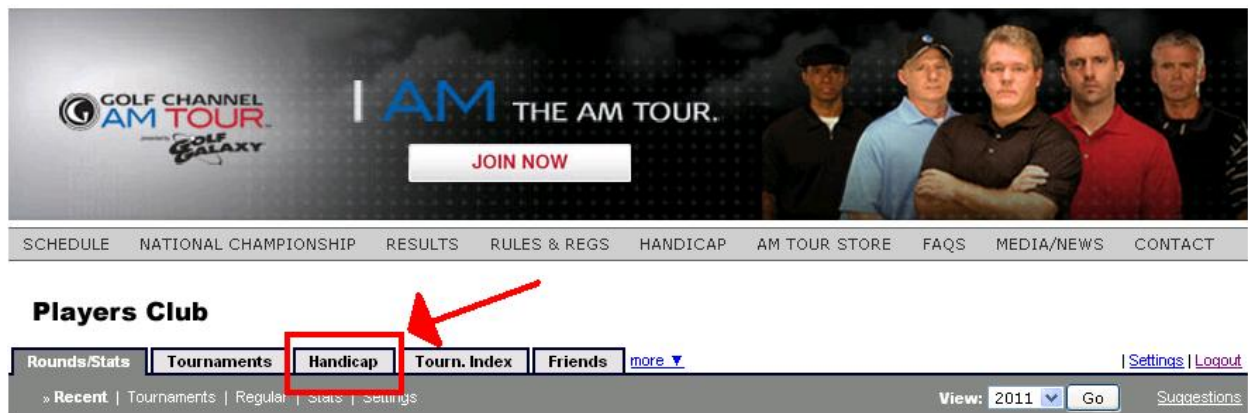 GOLF CHANNEL
AM TOUR.
presented by GOLF
GALAXY
I AM THE AM TOUR.
JOIN NOW
SCHEDULE NATIONAL CHAMPIONSHIP RESULTS RULES & REGS HANDICAP AM TOUR STORE FAQS MEDIA/NEWS CONTACT
Players Club
Rounds/Stats Tournaments Handicap Tourn. Index Friends more ▼ | Settings | Logout
» Recent | Tournaments | Regular | Stats | Settings View: 2011 Go Suggestions